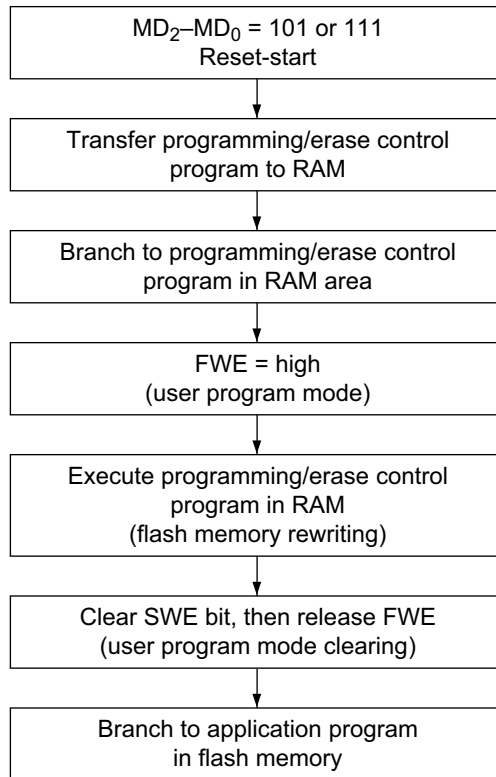 MD₂–MD₀ = 101 or 111
Reset-start
Transfer programming/erase control
program to RAM
Branch to programming/erase control
program in RAM area
FWE = high
(user program mode)
Execute programming/erase control
program in RAM
(flash memory rewriting)
Clear SWE bit, then release FWE
(user program mode clearing)
Branch to application program
in flash memory